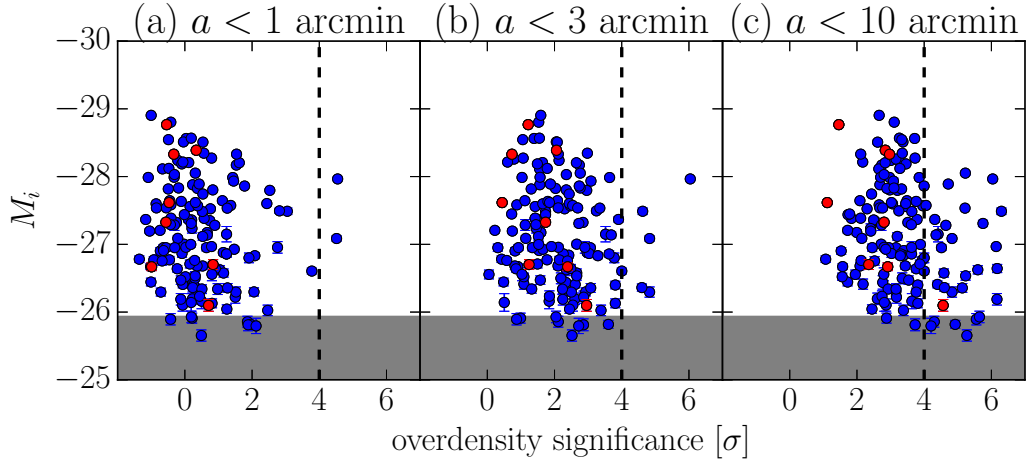 (a) a < 1 arcmin (b) a < 3 arcmin (c) a < 10 arcmin
−30
−29
−28
−27
−26
−25
M_i
0 2 4 6 0 2 4 6 0 2 4 6
overdensity significance [σ]